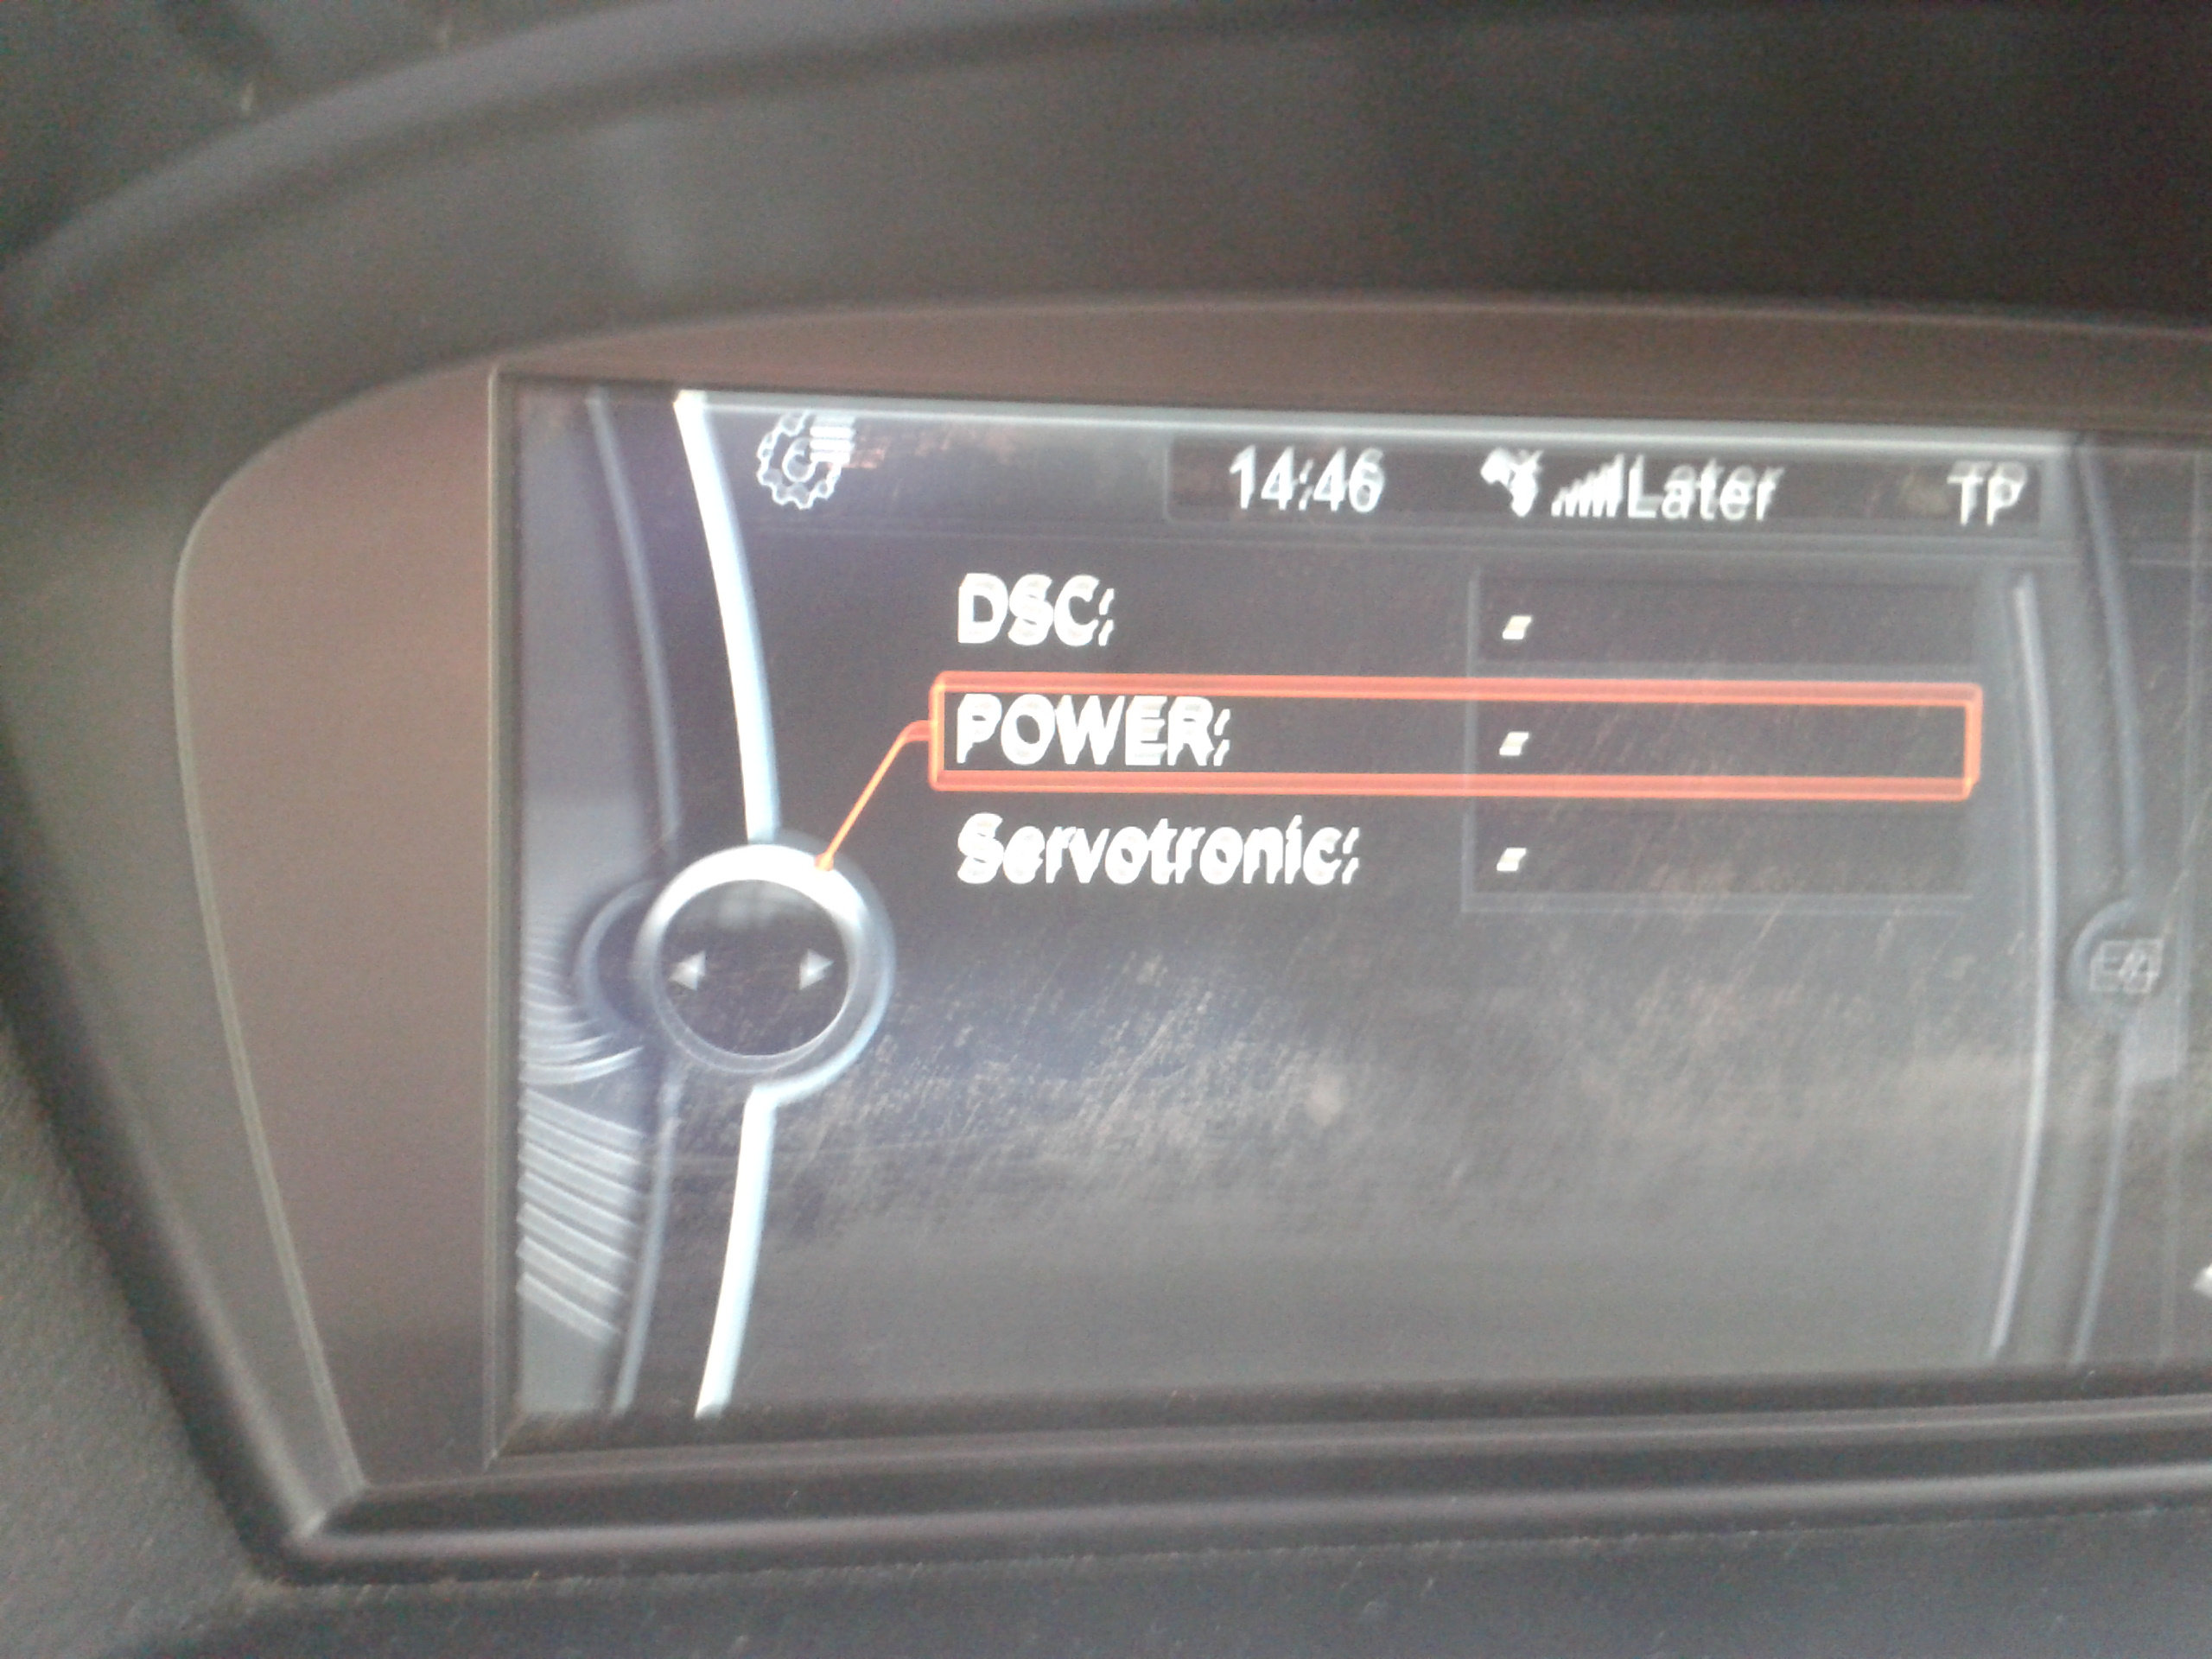 14:46 Later TP
DSC: -
POWER: -
Servotronic: -